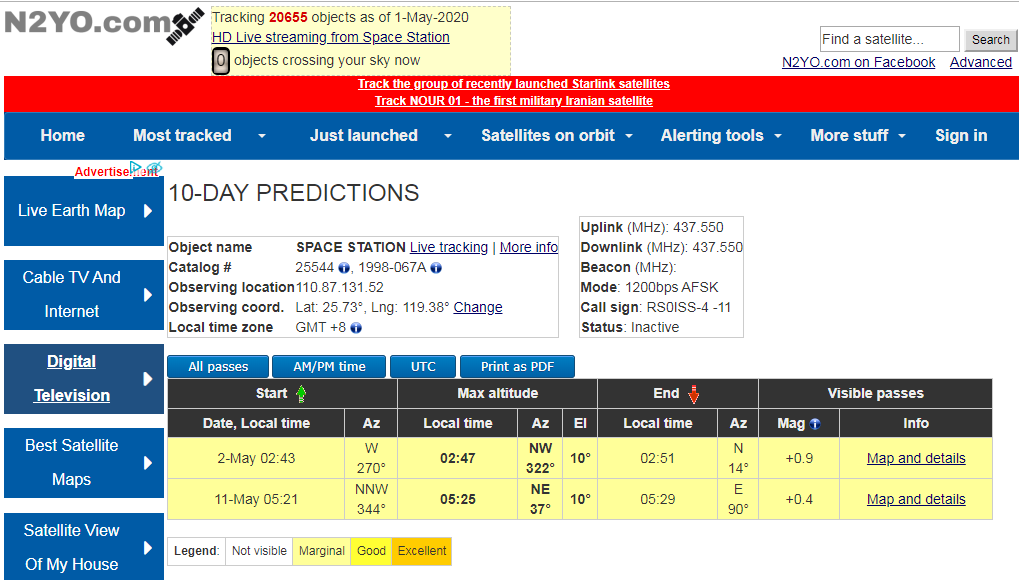 N2YO.com
Tracking 20655 objects as of 1-May-2020
HD Live streaming from Space Station
0 objects crossing your sky now
Find a satellite...
Search
N2YO.com on Facebook Advanced
Track the group of recently launched Starlink satellites
Track NOUR 01 - the first military Iranian satellite
Home Most tracked Just launched Satellites on orbit Alerting tools More stuff Sign in
Advertisement
Live Earth Map
Cable TV And
Internet
Digital
Television
Best Satellite
Maps
Satellite View
Of My House
10-DAY PREDICTIONS
Object name SPACE STATION Live tracking | More info
Catalog # 25544 , 1998-067A
Observing location 110.87.131.52
Observing coord. Lat: 25.73°, Lng: 119.38° Change
Local time zone GMT +8
Uplink (MHz): 437.550
Downlink (MHz): 437.550
Beacon (MHz):
Mode: 1200bps AFSK
Call sign: RS0ISS-4 -11
Status: Inactive
All passes AM/PM time UTC Print as PDF
Start Max altitude End Visible passes
Date, Local time Az Local time Az El Local time Az Mag Info
2-May 02:43 W 270° 02:47 NW 322° 10° 02:51 N 14° +0.9 Map and details
11-May 05:21 NNW 344° 05:25 NE 37° 10° 05:29 E 90° +0.4 Map and details
Legend: Not visible Marginal Good Excellent